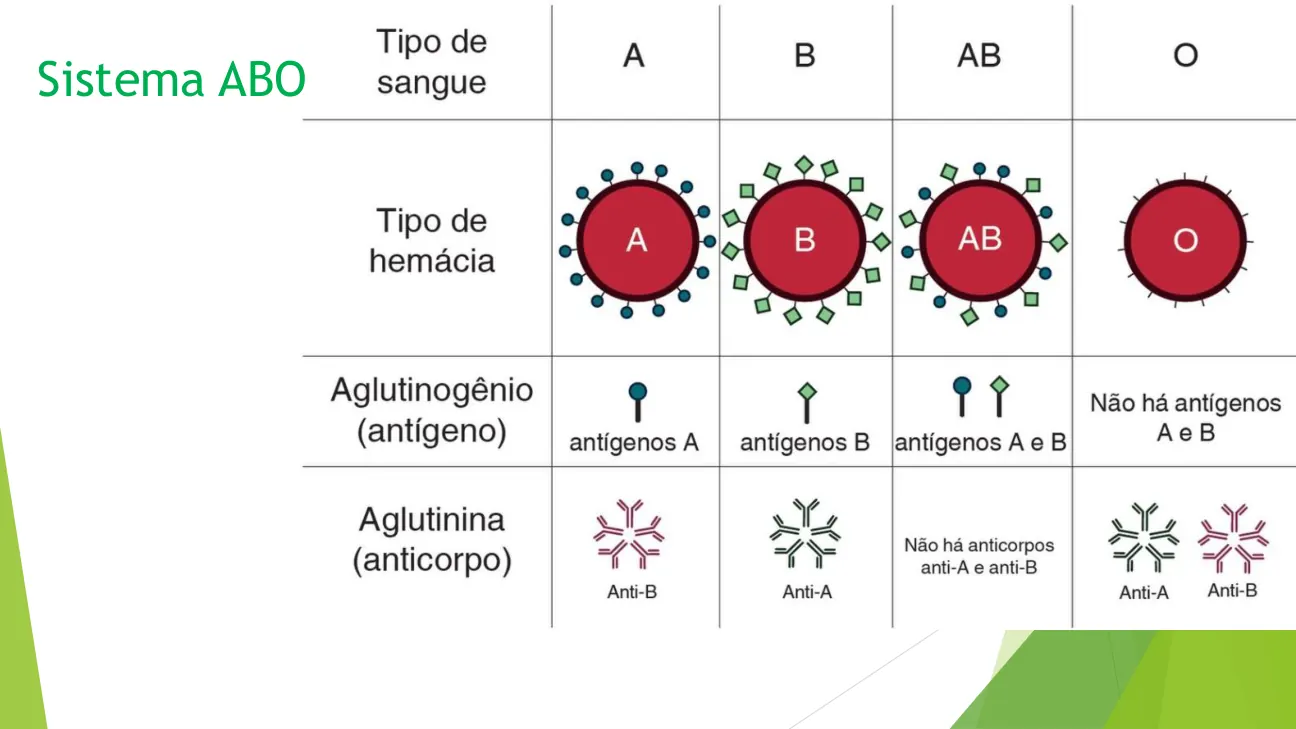 Sistema ABO
Tipo de
sangue
A
B
AB
O
Tipo de
hemácia
A
B
AB
O
Aglutinogênio
(antígeno)
antígenos A
antígenos B
antígenos A e B
Não há antígenos
A e B
Aglutinina
(anticorpo)
Anti-B
Anti-A
Não há anticorpos
anti-A e anti-B
Anti-A
Anti-B